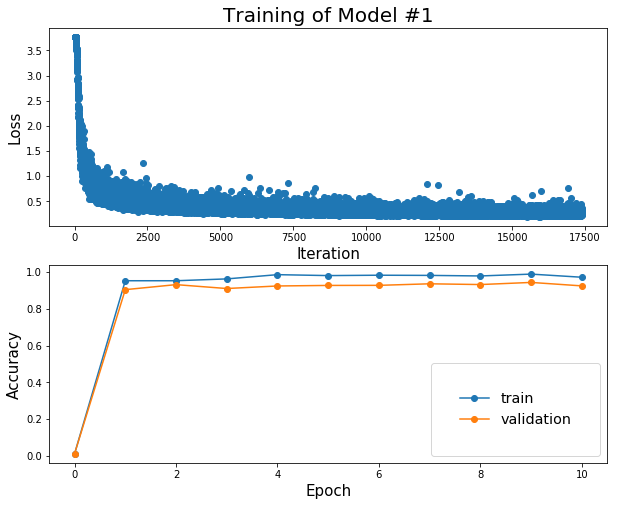 Training of Model #1
Loss
3.5
3.0
2.5
2.0
1.5
1.0
0.5
0 2500 5000 7500 10000 12500 15000 17500
Iteration
Accuracy
1.0
0.8
0.6
0.4
0.2
0.0
train
validation
0 2 4 6 8 10
Epoch